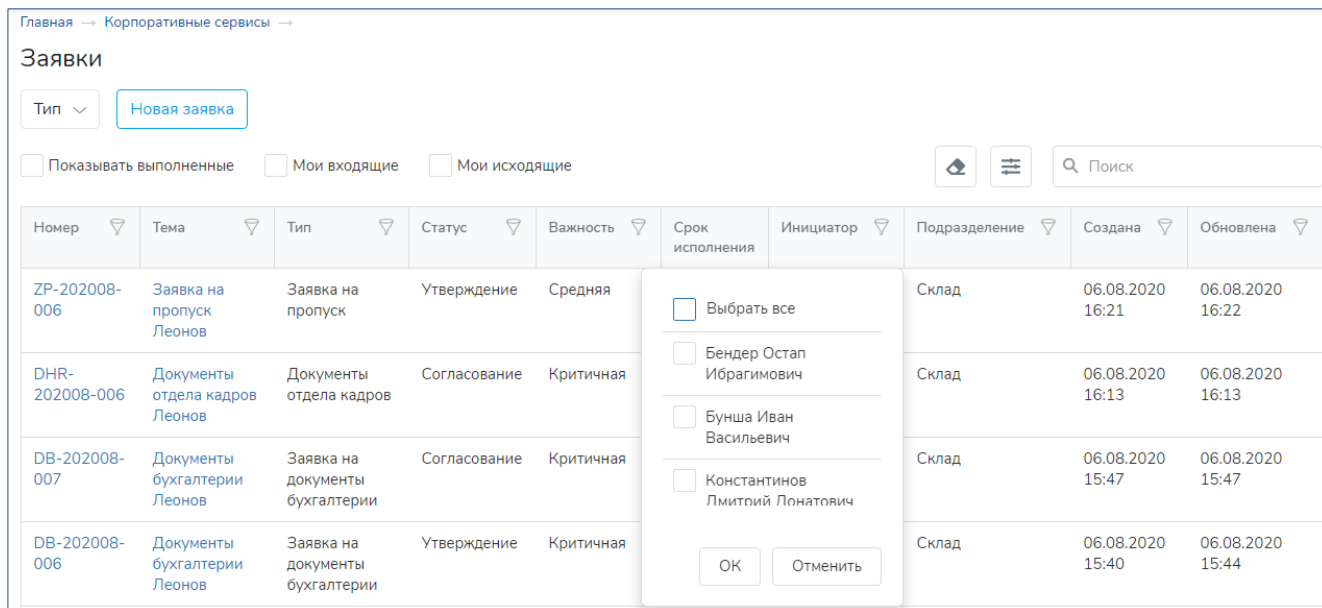 Главная → Корпоративные сервисы →
Заявки
Тип
Новая заявка
Показывать выполненные
Мои входящие
Мои исходящие
Поиск
Номер
Тема
Тип
Статус
Важность
Срок
исполнения
Инициатор
Подразделение
Создана
Обновлена
ZP-202008-
006
Заявка на
пропуск
Леонов
Заявка на
пропуск
Утверждение
Средняя
Склад
06.08.2020
16:21
06.08.2020
16:22
DHR-
202008-006
Документы
отдела кадров
Леонов
Документы
отдела кадров
Согласование
Критичная
Склад
06.08.2020
16:13
06.08.2020
16:13
DB-202008-
007
Документы
бухгалтерии
Леонов
Заявка на
документы
бухгалтерии
Согласование
Критичная
Склад
06.08.2020
15:47
06.08.2020
15:47
DB-202008-
006
Документы
бухгалтерии
Леонов
Заявка на
документы
бухгалтерии
Утверждение
Критичная
Склад
06.08.2020
15:40
06.08.2020
15:44
Выбрать все
Бендер Остап
Ибрагимович
Бунша Иван
Васильевич
Константинов
Дмитрий Донатович
ОК
Отменить